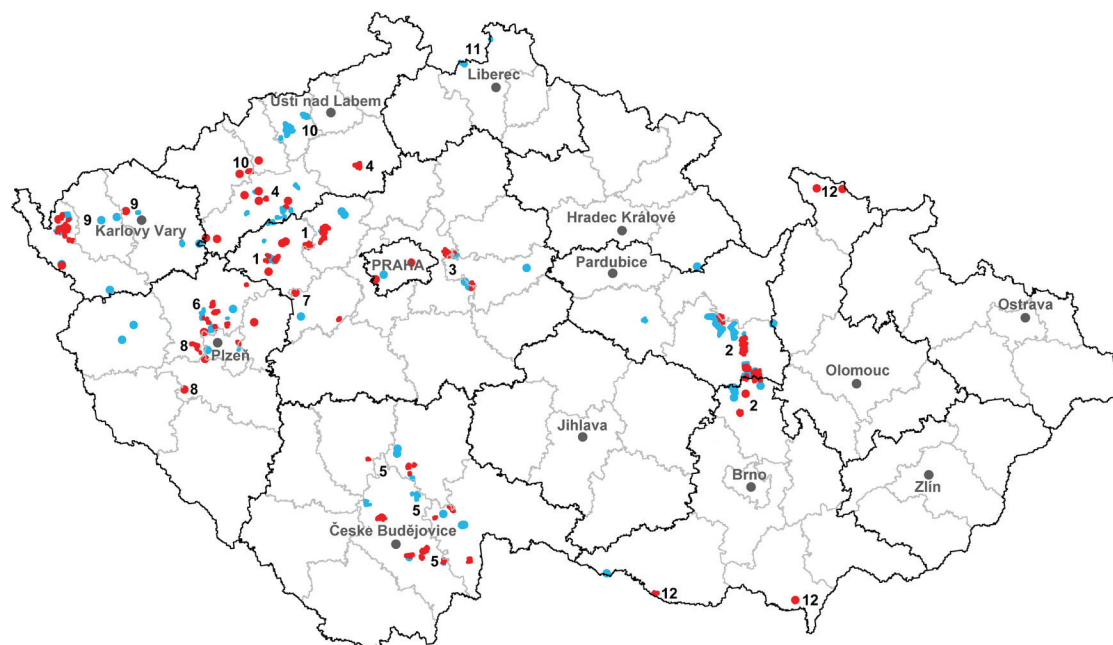 11
Liberec
Ústí nad Labem
10
10
4
4
12
9
9
Karlovy Vary
Hradec Králové
1
1
PRAHA
3
Pardubice
7
6
Ostrava
8
Plzeň
2
Olomouc
8
2
Jihlava
5
Brno
Zlín
5
České Budějovice
5
12
12